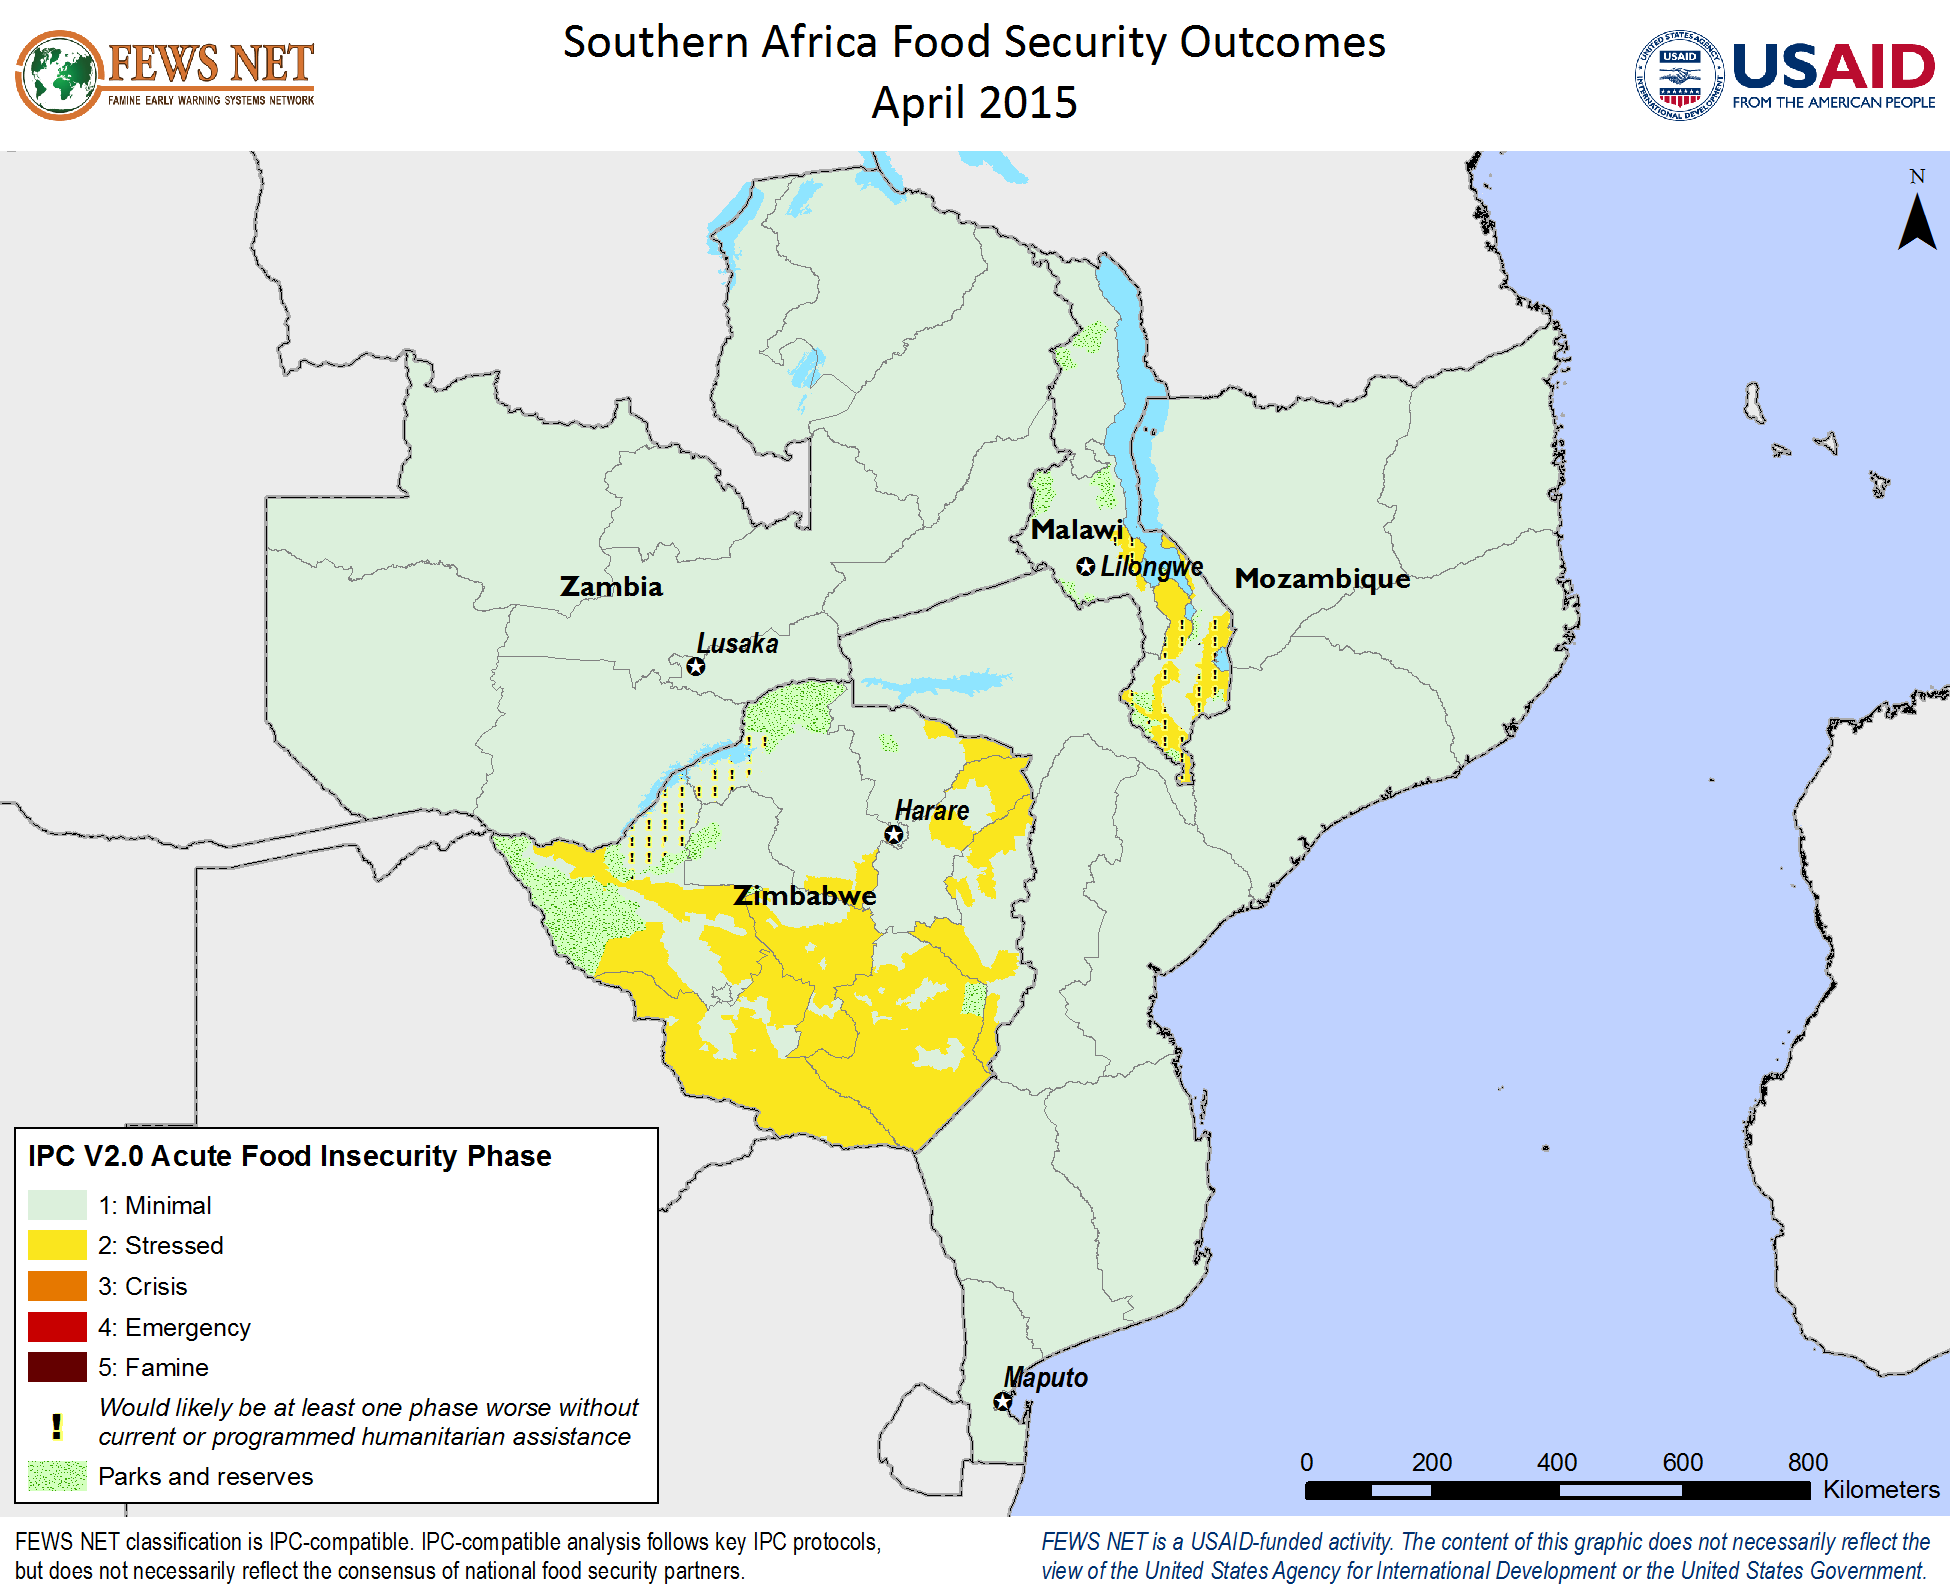 Southern Africa Food Security Outcomes
April 2015
FEWS NET
FAMINE EARLY WARNING SYSTEMS NETWORK
UNITED STATES AGENCY
INTERNATIONAL DEVELOPMENT
USAID
USAID
FROM THE AMERICAN PEOPLE
N
Malawi
Lilongwe
Mozambique
Zambia
Lusaka
Harare
Zimbabwe
Maputo
IPC V2.0 Acute Food Insecurity Phase
1: Minimal
2: Stressed
3: Crisis
4: Emergency
5: Famine
! Would likely be at least one phase worse without
current or programmed humanitarian assistance
Parks and reserves
0 200 400 600 800
Kilometers
FEWS NET classification is IPC-compatible. IPC-compatible analysis follows key IPC protocols,
but does not necessarily reflect the consensus of national food security partners.
FEWS NET is a USAID-funded activity. The content of this graphic does not necessarily reflect the
view of the United States Agency for International Development or the United States Government.